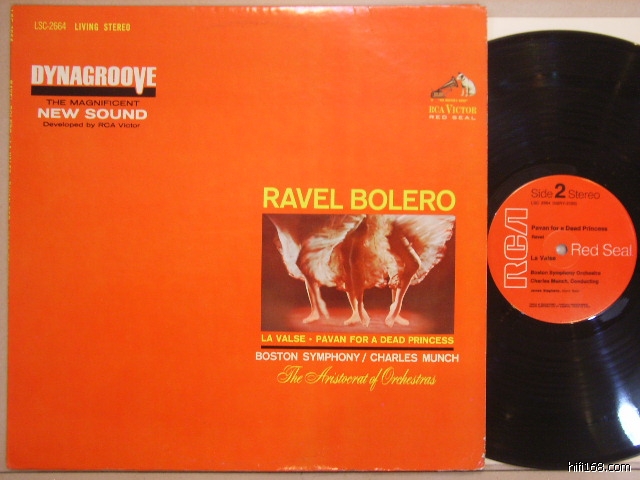 LSC-2664 LIVING STEREO
DYNAGROOVE
THE MAGNIFICENT
NEW SOUND
Developed by RCA Victor
RCA VICTOR
RED SEAL
RAVEL BOLERO
LA VALSE • PAVAN FOR A DEAD PRINCESS
BOSTON SYMPHONY / CHARLES MUNCH
The Aristocrat of Orchestras
Side 2 Stereo
Pavan for a Dead Princess
Ravel
La Valse
RCA
Red Seal
Boston Symphony Orchestra
Charles Munch, Conducting
hifi168.com